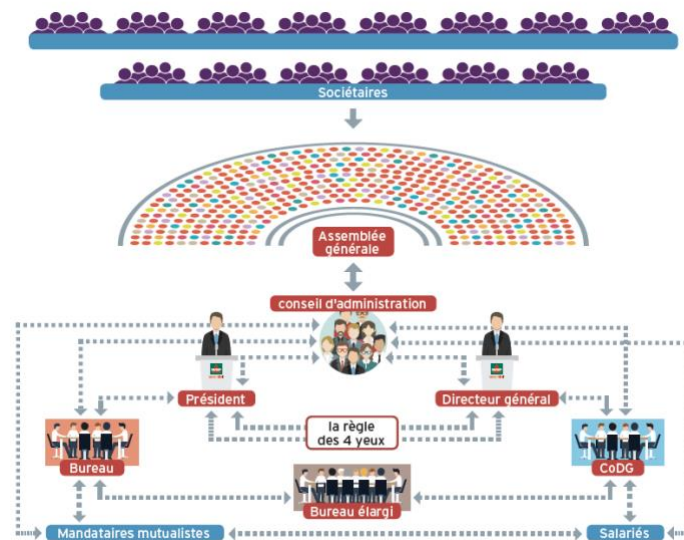 Sociétaires
Assemblée
générale
conseil d'administration
Président
Directeur général
la règle
des 4 yeux
Bureau
CoDG
Bureau élargi
Mandataires mutualistes
Salariés